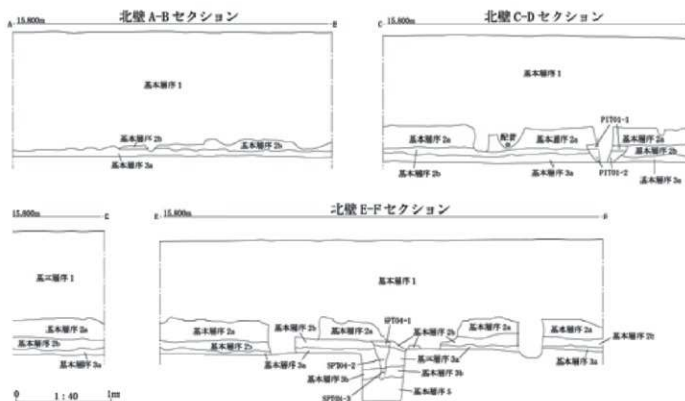 北壁 A-B セクション
A 15.800m B
基本層序 1
基本層序 2b
基本層序 2b
基本層序 3a
北壁 C-D セクション
C 15.800m
基本層序 1
PIT01-1
基本層序 2a
配管
基本層序 2a
基本層序 2a
基本層序 2b
基本層序 2b
基本層序 3a
PIT01-2
基本層序 3a
15.800m
基本層序 1
基本層序 2a
基本層序 2b
基本層序 3a
北壁 E-F セクション
E 15.800m F
基本層序 1
SPT04-1
基本層序 2a
基本層序 2b
基本層序 2a
基本層序 2b
基本層序 2a
基本層序 2a
基本層序 2b
基本層序 2b
基本層序 3a
基本層序 3a
基本層序 3a
SPT04-2
基本層序 3b
基本層序 3b
SPT04-3
基本層序 5
0 1:40 1m